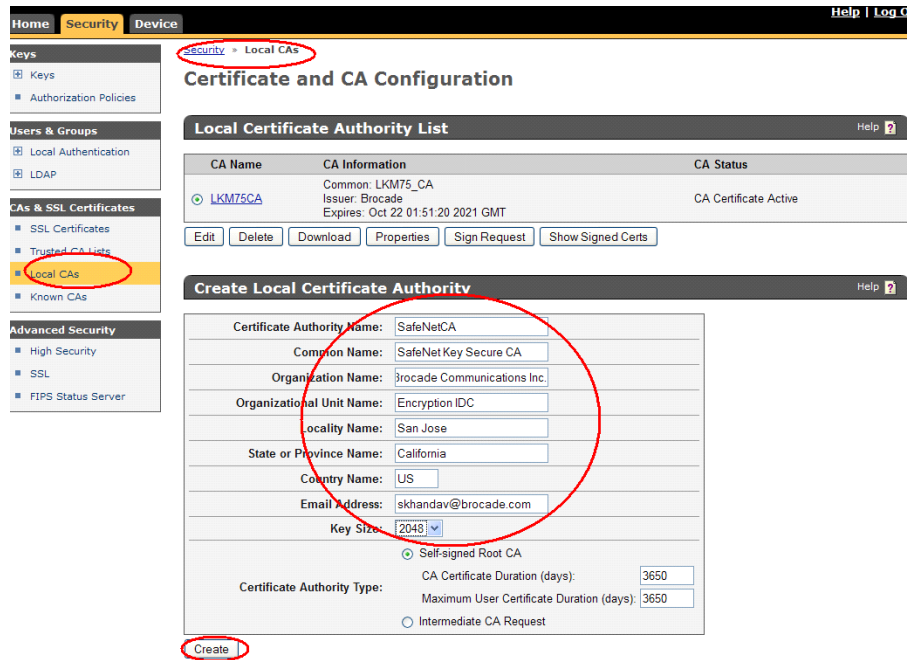 Help | Log O
Home Security Device
Keys
Keys
Authorization Policies
Users & Groups
Local Authentication
LDAP
CAs & SSL Certificates
SSL Certificates
Trusted CA Lists
Local CAs
Known CAs
Advanced Security
High Security
SSL
FIPS Status Server
Security » Local CAs
Certificate and CA Configuration
Local Certificate Authority List Help ?
CA Name CA Information CA Status
LKM75CA
Common: LKM75_CA
Issuer: Brocade
Expires: Oct 22 01:51:20 2021 GMT
CA Certificate Active
Edit Delete Download Properties Sign Request Show Signed Certs
Create Local Certificate Authority Help ?
Certificate Authority Name: SafeNetCA
Common Name: SafeNet Key Secure CA
Organization Name: Brocade Communications Inc.
Organizational Unit Name: Encryption IDC
Locality Name: San Jose
State or Province Name: California
Country Name: US
Email Address: skhandav@brocade.com
Key Size: 2048
Certificate Authority Type:
Self-signed Root CA
CA Certificate Duration (days): 3650
Maximum User Certificate Duration (days): 3650
Intermediate CA Request
Create